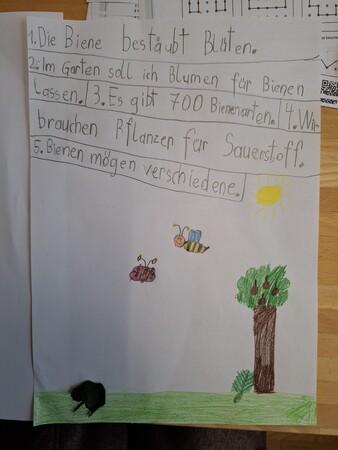 1. Die Biene bestäubt Blüten.
2. Im Garten soll ich Blumen für Bienen
lassen. 3. Es gibt 700 Bienenarten. 4. Wir
brauchen Pflanzen für Sauerstoff.
5. Bienen mögen verschiedene.